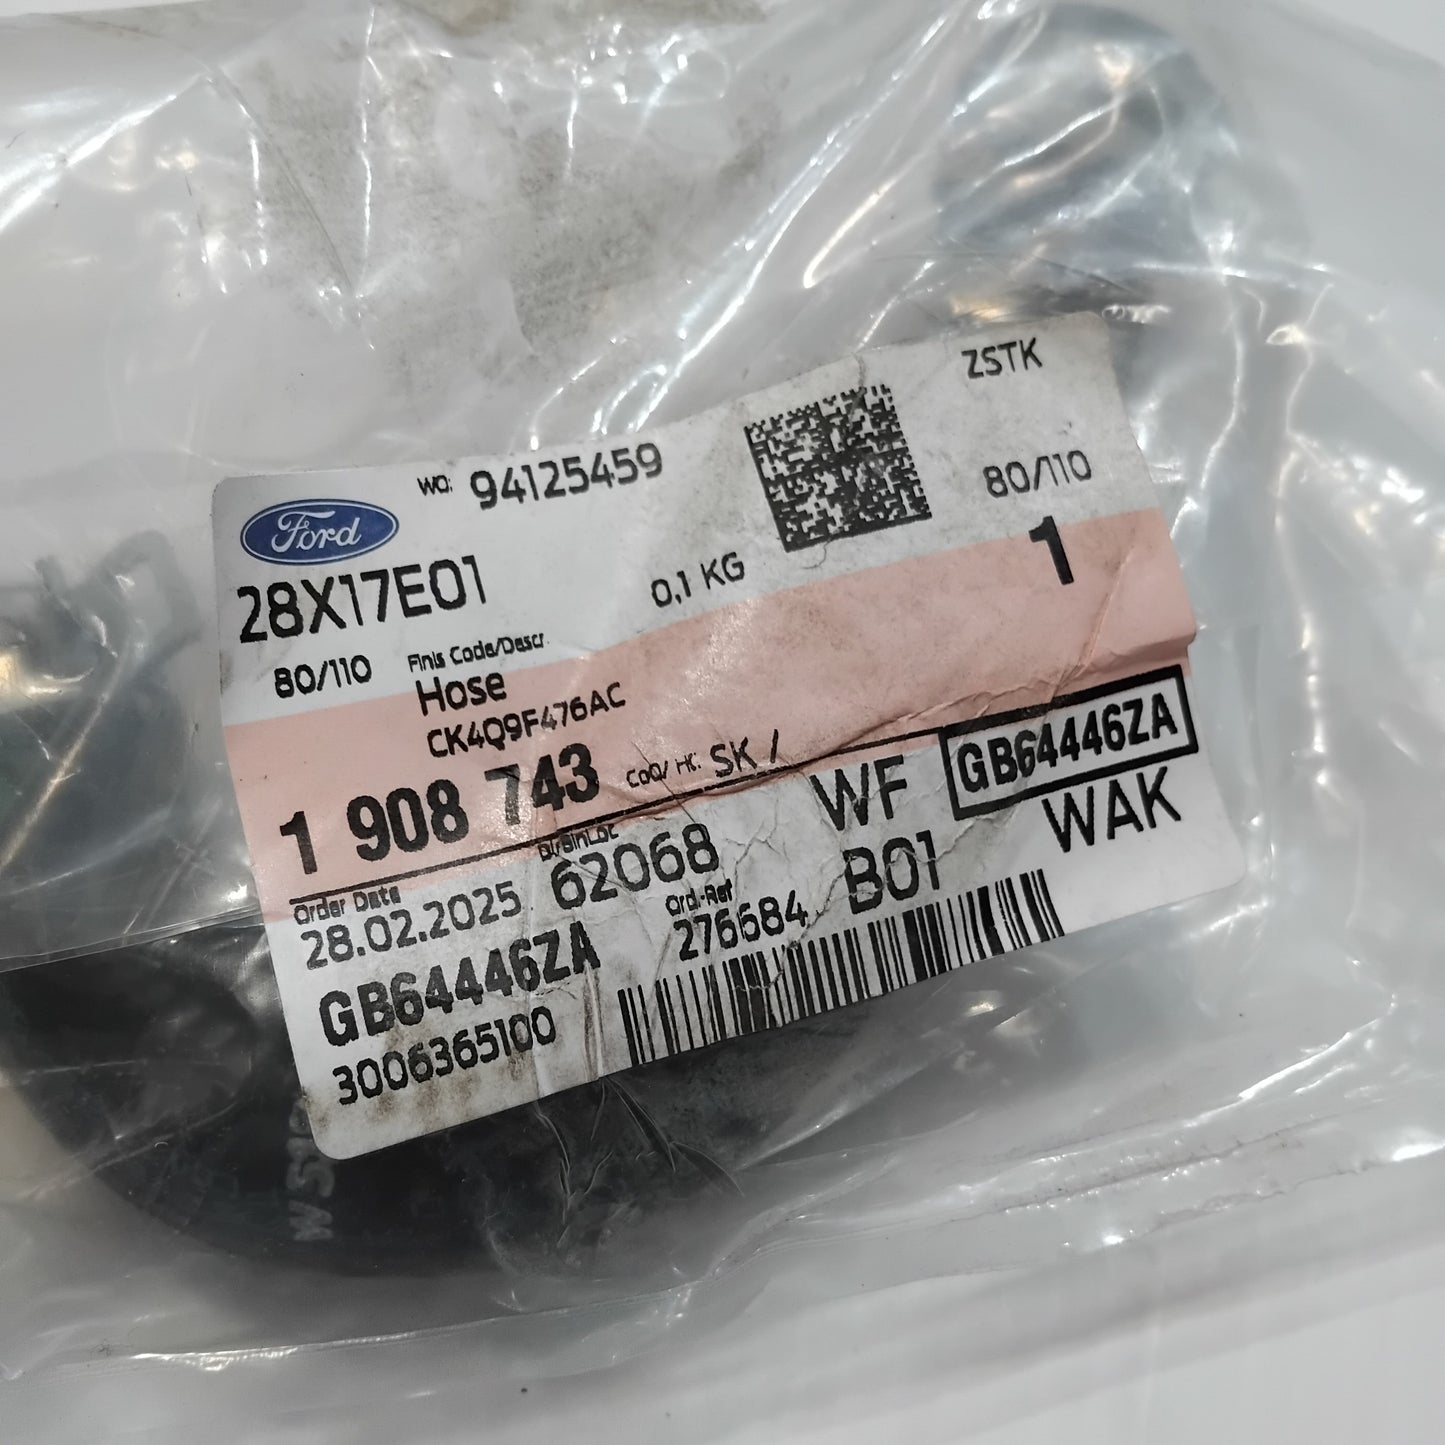 ZSTK
WO: 94125459
80/110
Ford
28X17E01
0,1 KG
1
80/110
Finis Code/Descr.
Hose
CK4Q9F476AC
1 908 743
CoO/ HC: SK /
WF
GB64446ZA
Order Date
28.02.2025
Dlr BinLoc
62068
B01
WAK
Ord.-Ref
276684
GB64446ZA
3006365100